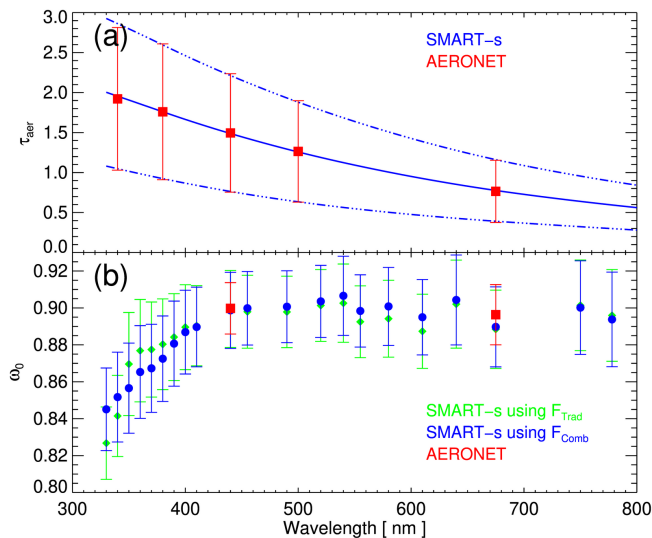 (a)
SMART-s
AERONET
3.0
2.5
2.0
1.5
1.0
0.5
0.0
τaer
(b)
0.92
0.90
0.88
0.86
0.84
0.82
0.80
ω0
SMART-s using FTrad
SMART-s using FComb
AERONET
300 400 500 600 700 800
Wavelength [ nm ]